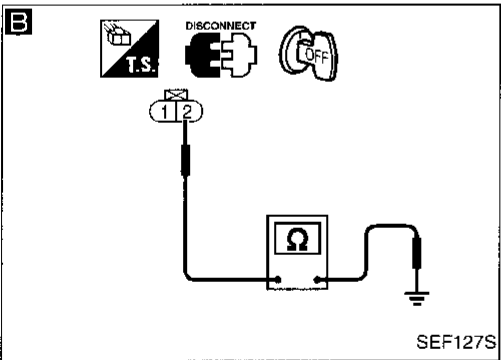 B
DISCONNECT
T.S.
OFF
1 2
Ω
SEF127S